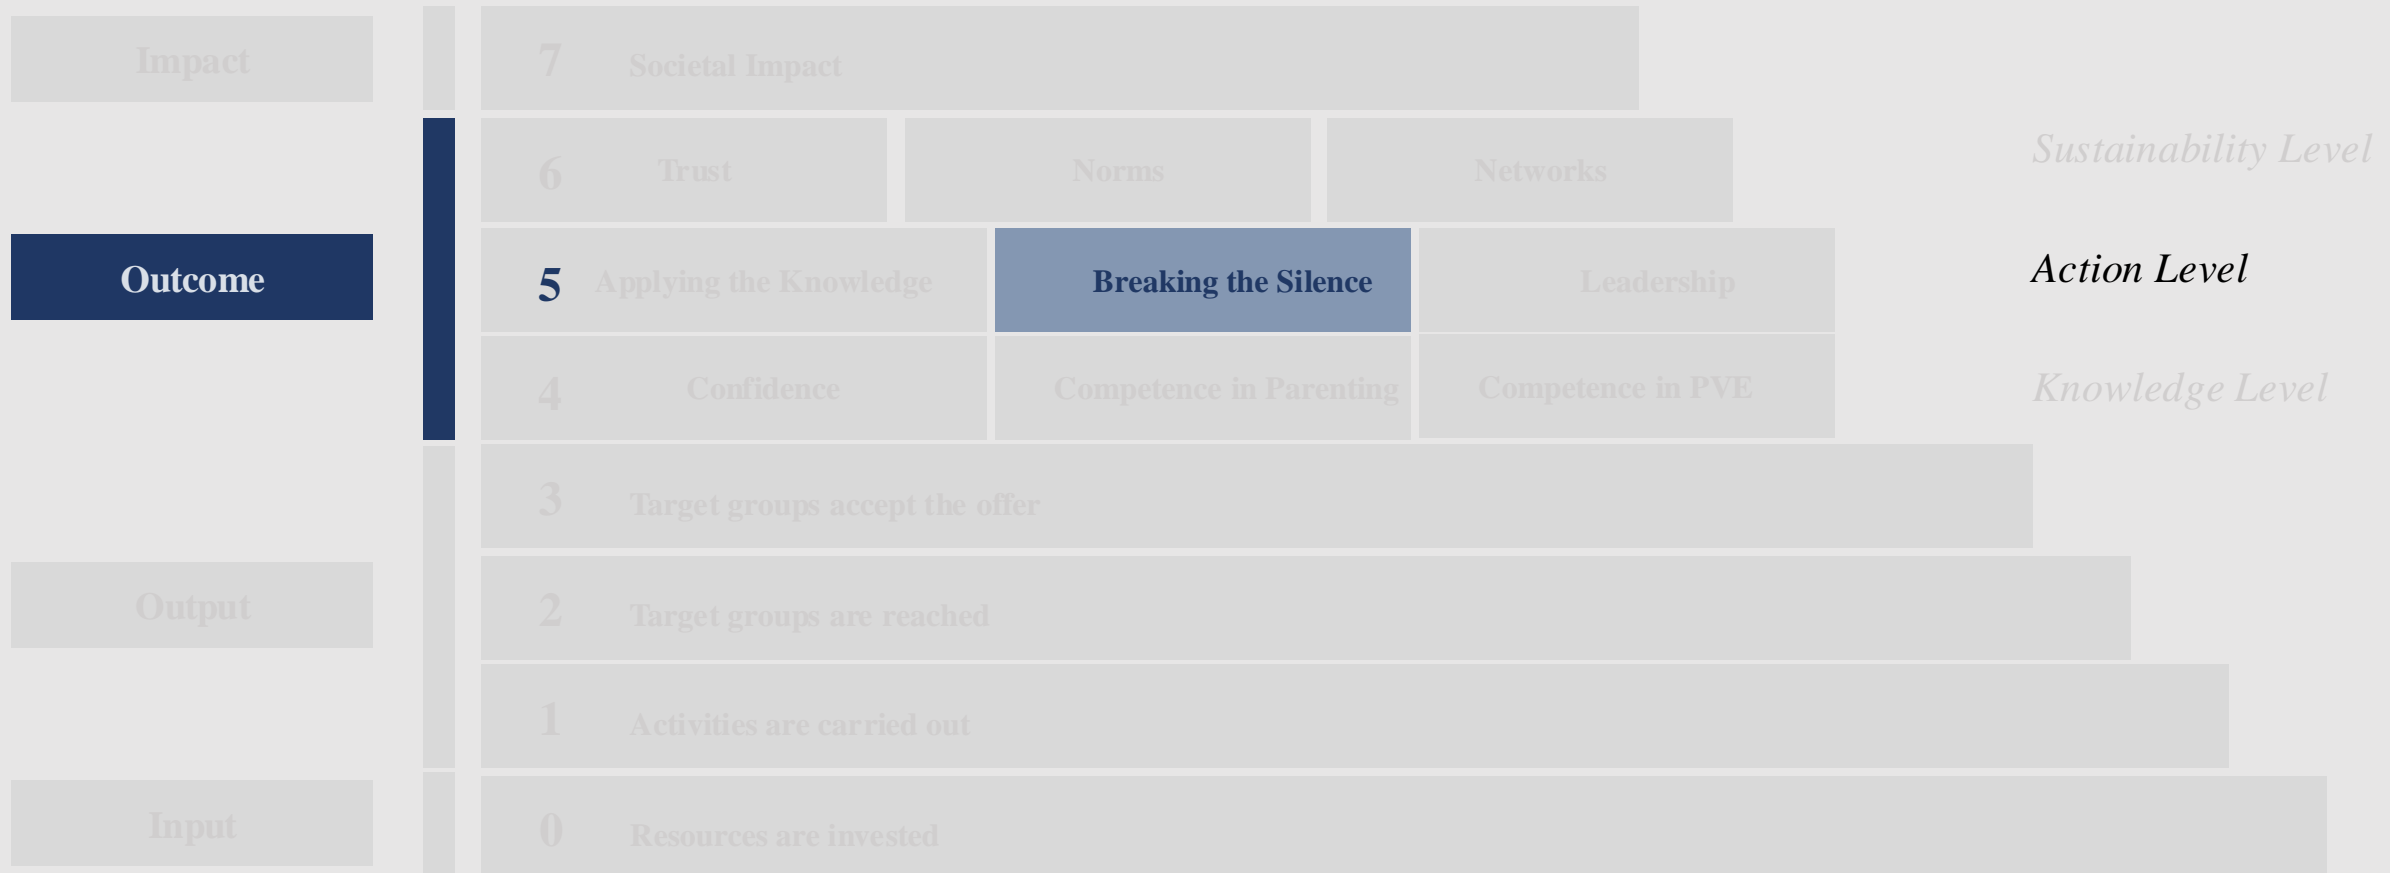 Impact
7 Societal Impact
6 Trust Norms Networks Sustainability Level
Outcome
5 Applying the Knowledge Breaking the Silence Leadership Action Level
4 Confidence Competence in Parenting Competence in PVE Knowledge Level
3 Target groups accept the offer
Output
2 Target groups are reached
1 Activities are carried out
Input
0 Resources are invested